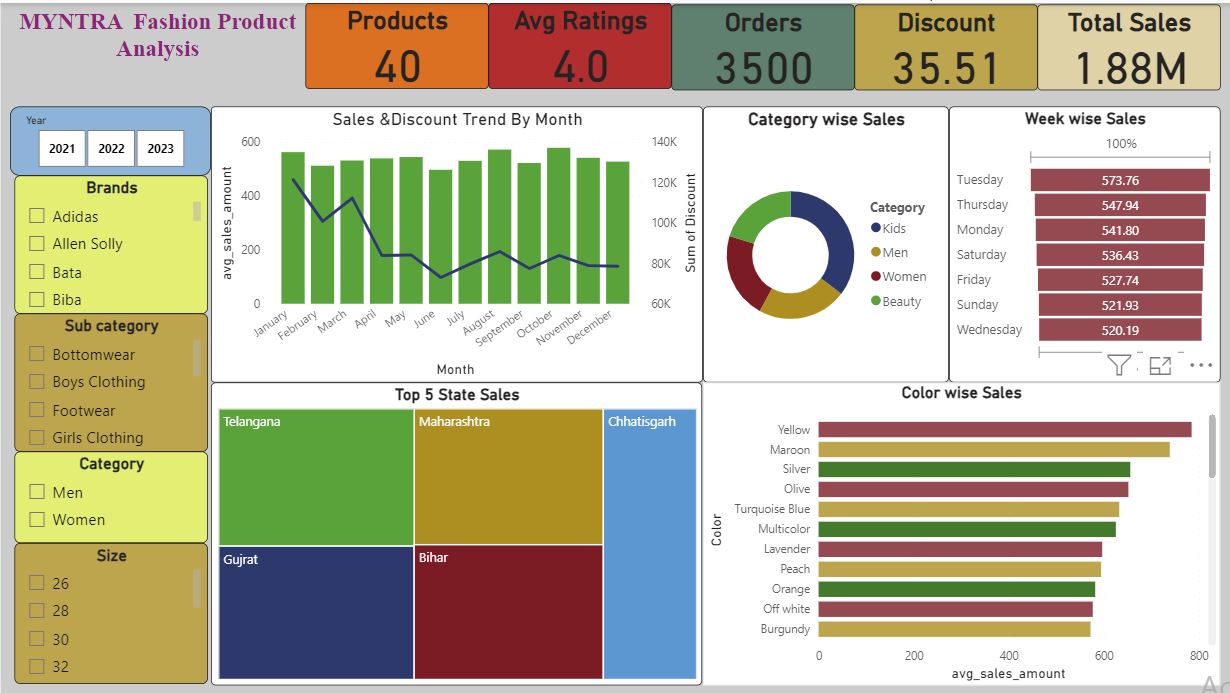 MYNTRA Fashion Product
Analysis
Products
40
Avg Ratings
4.0
Orders
3500
Discount
35.51
Total Sales
1.88M
Year
2021
2022
2023
Brands
Adidas
Allen Solly
Bata
Biba
Sub category
Bottomwear
Boys Clothing
Footwear
Girls Clothing
Category
Men
Women
Size
26
28
30
32
Sales &Discount Trend By Month
600
400
200
0
avg_sales_amount
140K
120K
100K
80K
60K
Sum of Discount
January
February
March
April
May
June
July
August
September
October
November
December
Month
Category wise Sales
Category
Kids
Men
Women
Beauty
Week wise Sales
100%
Tuesday 573.76
Thursday 547.94
Monday 541.80
Saturday 536.43
Friday 527.74
Sunday 521.93
Wednesday 520.19
Top 5 State Sales
Telangana
Maharashtra
Chhatisgarh
Gujrat
Bihar
Color wise Sales
Color
Yellow
Maroon
Silver
Olive
Turquoise Blue
Multicolor
Lavender
Peach
Orange
Off white
Burgundy
0 200 400 600 800
avg_sales_amount